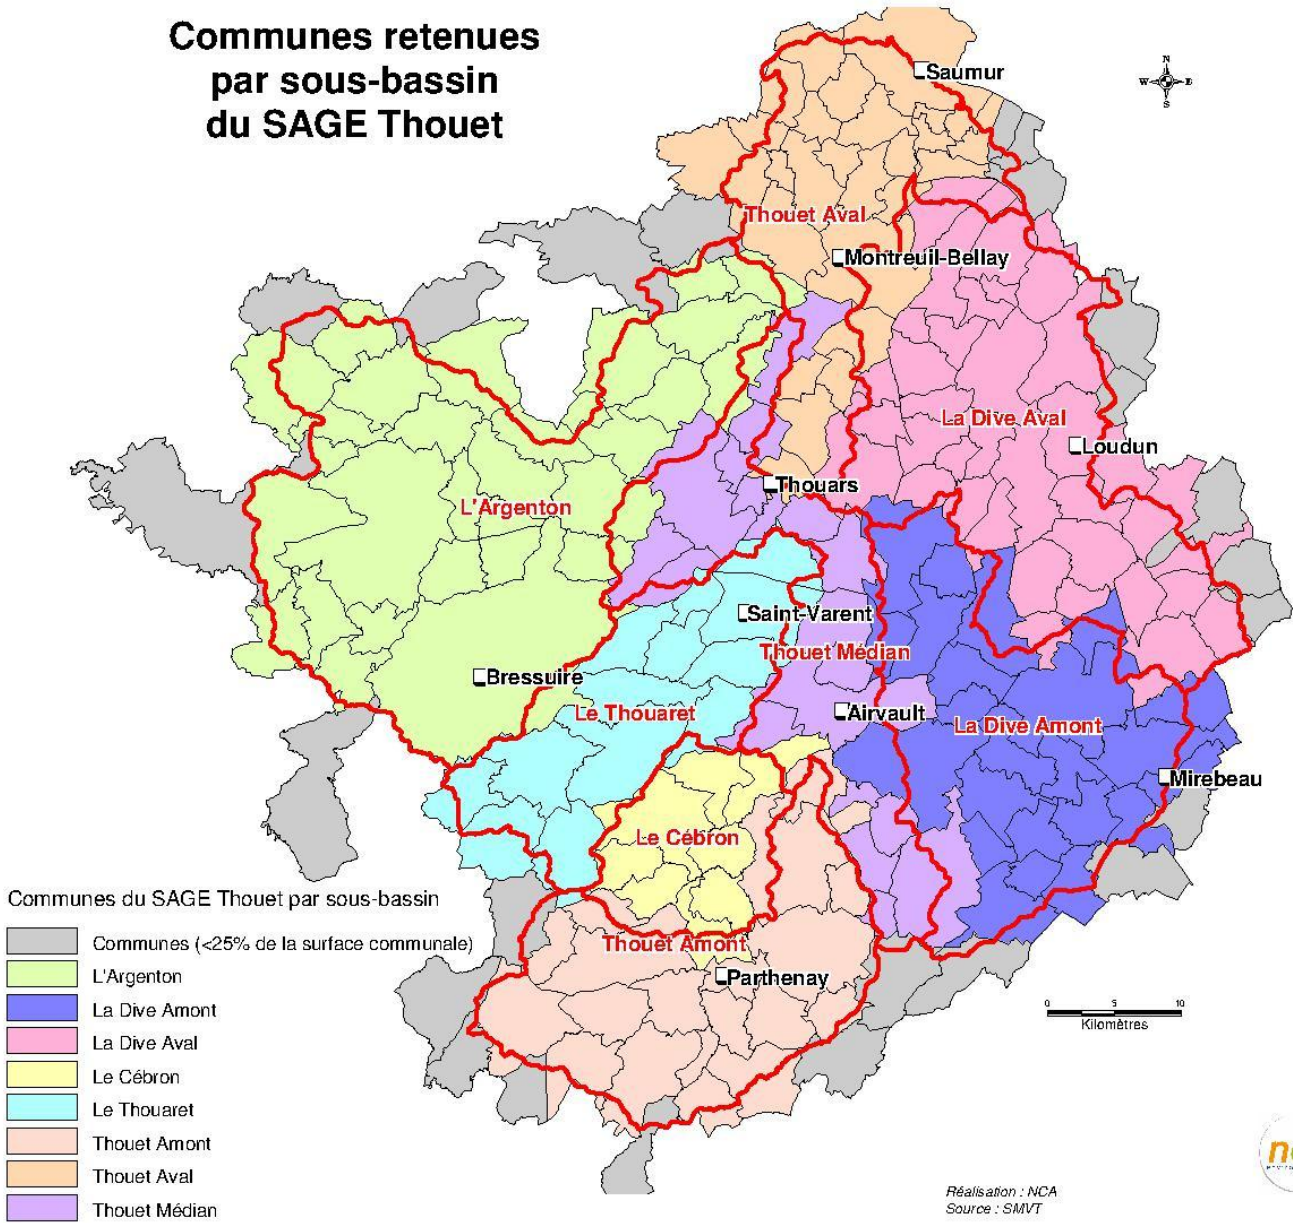 Communes retenues
par sous-bassin
du SAGE Thouet
N
W E
S
Saumur
Thouet Aval
Montreuil-Bellay
La Dive Aval
Loudun
Thouars
L'Argenton
Saint-Varent
Thouet Médian
Bressuire
Le Thouaret
Airvault
La Dive Amont
Mirebeau
Le Cébron
Thouet Amont
Parthenay
Communes du SAGE Thouet par sous-bassin
Communes (<25% de la surface communale)
L'Argenton
La Dive Amont
La Dive Aval
Le Cébron
Le Thouaret
Thouet Amont
Thouet Aval
Thouet Médian
0 5 10
Kilomètres
Réalisation : NCA
Source : SMVT